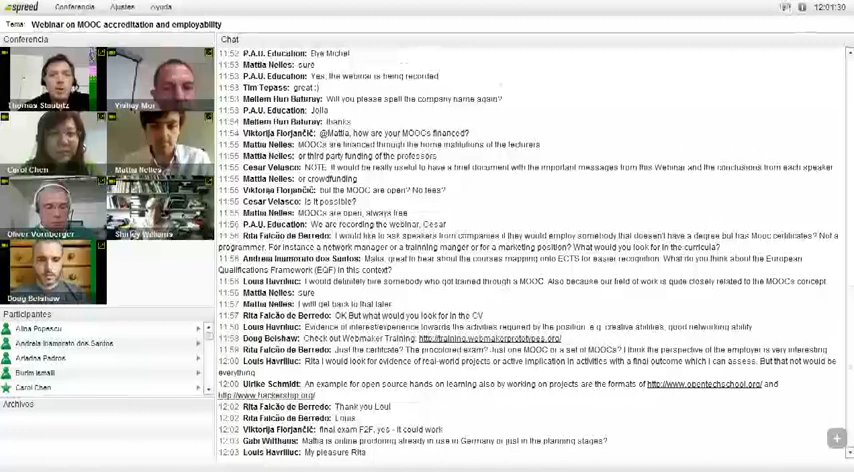 spreed
Conferencia Ajustes Ayuda
12:01:30
Tema: Webinar on MOOC accreditation and employability
Conferencia
Thomas Staubitz
Yishay Mor
Carol Chen
Mattia Nelles
Oliver Vornberger
Shirley Williams
Doug Belshaw
Participantes
Alina Popescu
Andreia Inamorato dos Santos
Ariadna Padros
Burim Ismaili
Carol Chen
Archivos
Chat
11:52 P.A.U. Education: Bye Michel
11:53 Mattia Nelles: sure
11:53 P.A.U. Education: Yes, the webinar is being recorded
11:53 Tim Tepass: great :)
11:53 Meltem Huri Baturay: Will you please spell the company name again?
11:53 P.A.U. Education: Jolla
11:54 Meltem Huri Baturay: thanks
11:54 Viktorija Florjančič: @Mattia, how are your MOOCs financed?
11:55 Mattia Nelles: MOOCs are financed through the home institutions of the lecturers
11:55 Mattia Nelles: or third party funding of the professors
11:55 Cesar Velasco: NOTE: It would be really useful to have a brief document with the important messages from this Webinar and the conclusions from each speaker
11:55 Mattia Nelles: or crowdfunding
11:55 Viktorija Florjančič: but the MOOC are open? No fees?
11:55 Cesar Velasco: Is it possible?
11:55 Mattia Nelles: MOOCs are open, always free
11:56 P.A.U. Education: We are recording the webinar, Cesar
11:56 Rita Falcão de Berredo: I would like to ask speakers from companies if they would employ somebody that doesen't have a degree but has Mooc certificates? Not a
programmer. For instance a network manager or a trainning manger or for a marketing position? What would you look for in the curricula?
11:56 Andreia Inamorato dos Santos: Matia, great to hear about the courses mapping onto ECTS for easier recognition. What do you think about the European
Qualifications Framework (EQF) in this context?
11:56 Louis Havriliuc: I would definitely hire somebody who got trained through a MOOC. Also because our field of work is quite closely related to the MOOCs concept
11:56 Mattia Nelles: sure
11:57 Mattia Nelles: I will get back to that later
11:57 Rita Falcão de Berredo: OK But what would you look for in the CV
11:58 Louis Havriliuc: Evidence of interest/experience towards the activities required by the position. e.g. creative abilities, good networking ability
11:58 Doug Belshaw: Check out Webmaker Training: http://training.webmakerprototypes.org/
11:59 Rita Falcão de Berredo: Just the certificate? The proctored exam? Just one MOOC or a set of MOOCs? I think the perspective of the employer is very interesting
12:00 Louis Havriliuc: Rita I would look for evidence of real-world projects or active implication in activities with a final outcome which I can assess. But that not would be
everything
12:00 Ulrike Schmidt: An example for open source hands on learning also by working on projects are the formats of http://www.opentechschool.org/ and
http://www.hackership.org/
12:02 Rita Falcão de Berredo: Thank you Loui
12:02 Rita Falcão de Berredo: Louis
12:02 Viktorija Florjančič: final exam F2F, yes - it could work
12:03 Gabi Witthaus: Mattia is online proctoring already in use in Germany or just in the planning stages?
12:03 Louis Havriliuc: My pleasure Rita